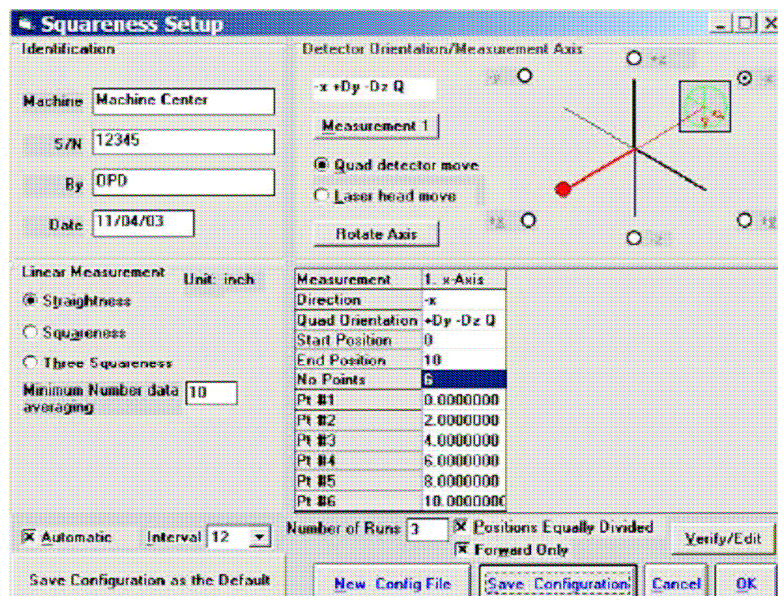 Squareness Setup
Identification
Machine Machine Center
S/N 12345
By OPD
Date 11/04/03
Detector Orientation/Measurement Axis
-x +Dy -Dz Q
Measurement 1
Quad detector move
Laser head move
Rotate Axis
-y
+z
-x
+x
-z
+y
Linear Measurement Unit: inch
Straightness
Squareness
Three Squareness
Minimum Number data averaging 10
Measurement 1. x-Axis
Direction -x
Quad Orientation +Dy -Dz Q
Start Position 0
End Position 10
No Points 6
Pt #1 0.0000000
Pt #2 2.0000000
Pt #3 4.0000000
Pt #4 6.0000000
Pt #5 8.0000000
Pt #6 10.0000000
Automatic Interval 12
Number of Runs 3
Positions Equally Divided
Forward Only
Verify/Edit
Save Configuration as the Default
New Config File
Save Configuration
Cancel
OK